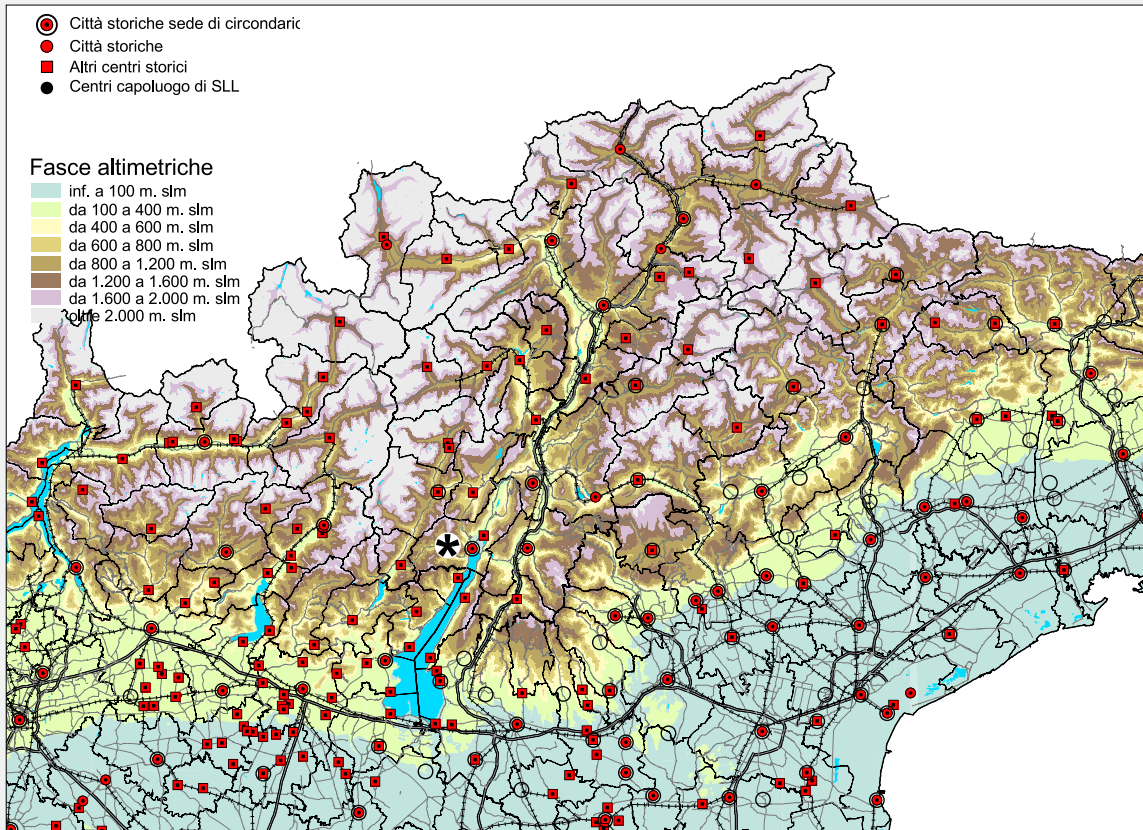 Città storiche sede di circondaric
Città storiche
Altri centri storici
Centri capoluogo di SLL
Fasce altimetriche
inf. a 100 m. slm
da 100 a 400 m. slm
da 400 a 600 m. slm
da 600 a 800 m. slm
da 800 a 1.200 m. slm
da 1.200 a 1.600 m. slm
da 1.600 a 2.000 m. slm
oltre 2.000 m. slm
*